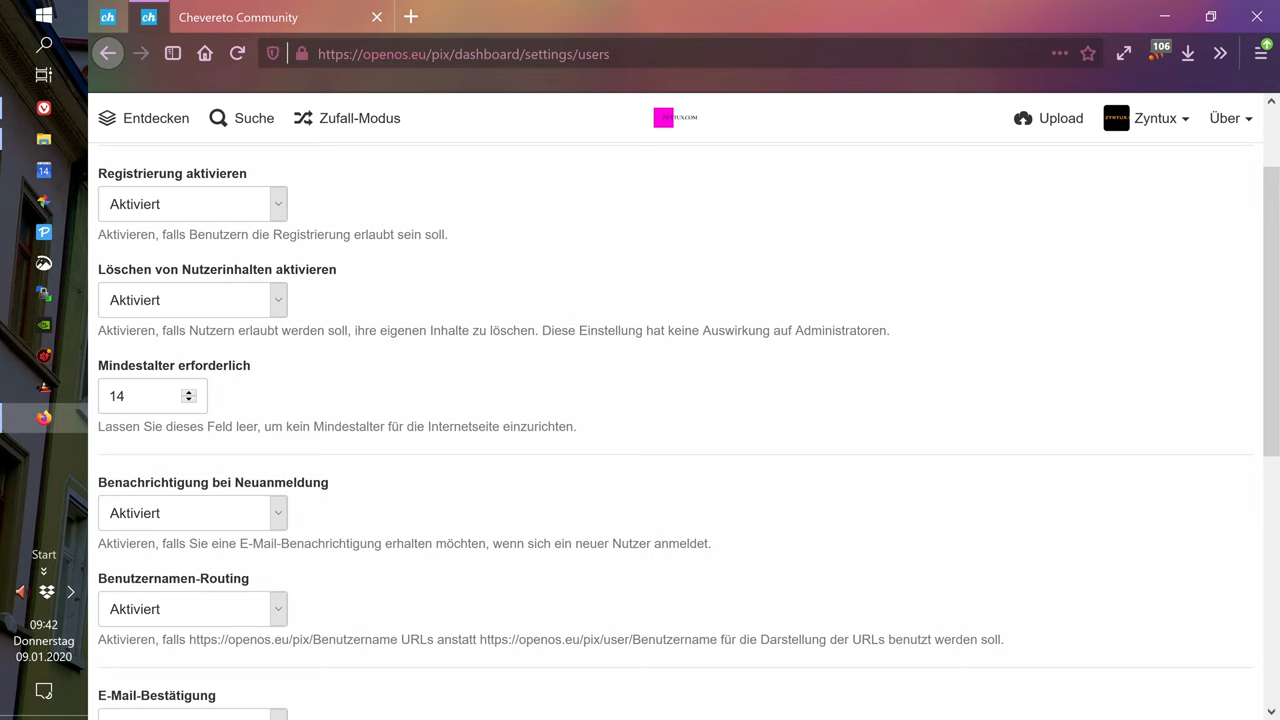 ch
ch
Chevereto Community
https://openos.eu/pix/dashboard/settings/users
106
Entdecken
Suche
Zufall-Modus
ZYNTUX.COM
Upload
Zyntux
Über
Registrierung aktivieren
Aktiviert
Aktivieren, falls Benutzern die Registrierung erlaubt sein soll.
Löschen von Nutzerinhalten aktivieren
Aktiviert
Aktivieren, falls Nutzern erlaubt werden soll, ihre eigenen Inhalte zu löschen. Diese Einstellung hat keine Auswirkung auf Administratoren.
Mindestalter erforderlich
14
Lassen Sie dieses Feld leer, um kein Mindestalter für die Internetseite einzurichten.
Benachrichtigung bei Neuanmeldung
Aktiviert
Aktivieren, falls Sie eine E-Mail-Benachrichtigung erhalten möchten, wenn sich ein neuer Nutzer anmeldet.
Benutzernamen-Routing
Aktiviert
Aktivieren, falls https://openos.eu/pix/Benutzername URLs anstatt https://openos.eu/pix/user/Benutzername für die Darstellung der URLs benutzt werden soll.
E-Mail-Bestätigung
14
Start
09:42
Donnerstag
09.01.2020